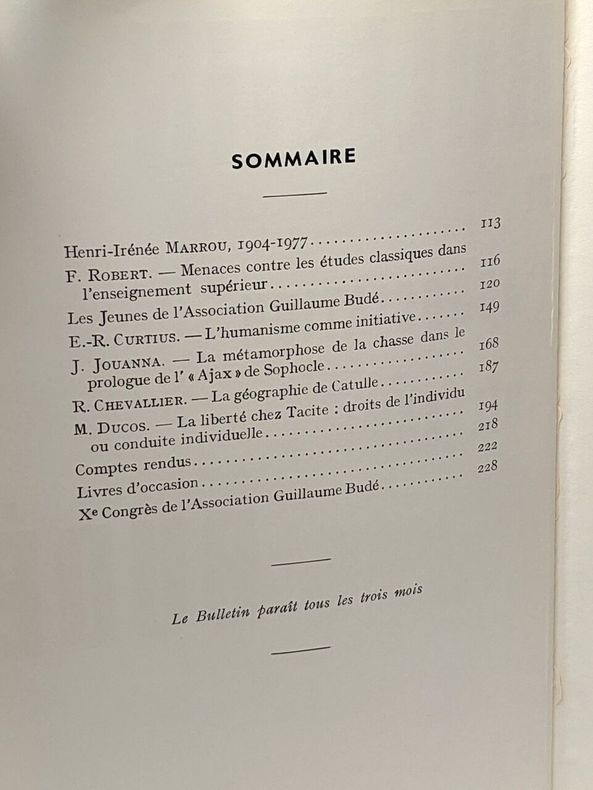 SOMMAIRE
Henri-Irénée MARROU, 1904-1977........................ 113
F. ROBERT. — Menaces contre les études classiques dans
l'enseignement supérieur............................ 116
Les Jeunes de l'Association Guillaume Budé............ 120
E.-R. CURTIUS. — L'humanisme comme initiative....... 149
J. JOUANNA. — La métamorphose de la chasse dans le
prologue de l' « Ajax » de Sophocle.................. 168
R. CHEVALLIER. — La géographie de Catulle........... 187
M. DUCOS. — La liberté chez Tacite : droits de l'individu
ou conduite individuelle............................ 194
Comptes rendus...................................... 218
Livres d'occasion.................................... 222
Xe Congrès de l'Association Guillaume Budé............ 228
Le Bulletin paraît tous les trois mois